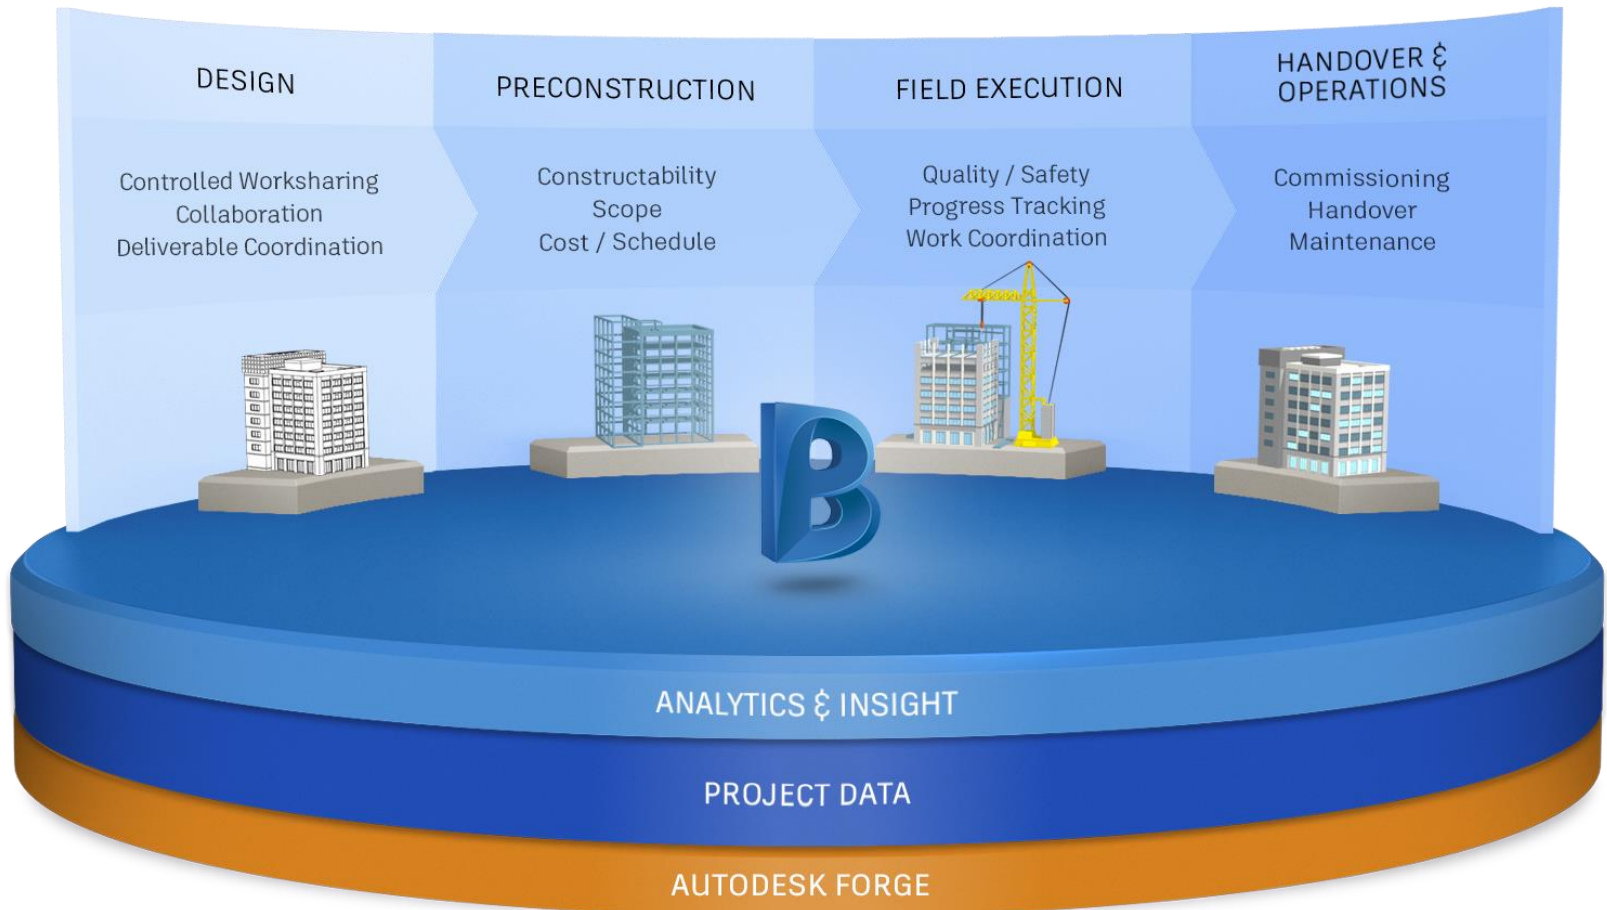 DESIGN
Controlled Worksharing
Collaboration
Deliverable Coordination
PRECONSTRUCTION
Constructability
Scope
Cost / Schedule
FIELD EXECUTION
Quality / Safety
Progress Tracking
Work Coordination
HANDOVER &
OPERATIONS
Commissioning
Handover
Maintenance
B
ANALYTICS & INSIGHT
PROJECT DATA
AUTODESK FORGE